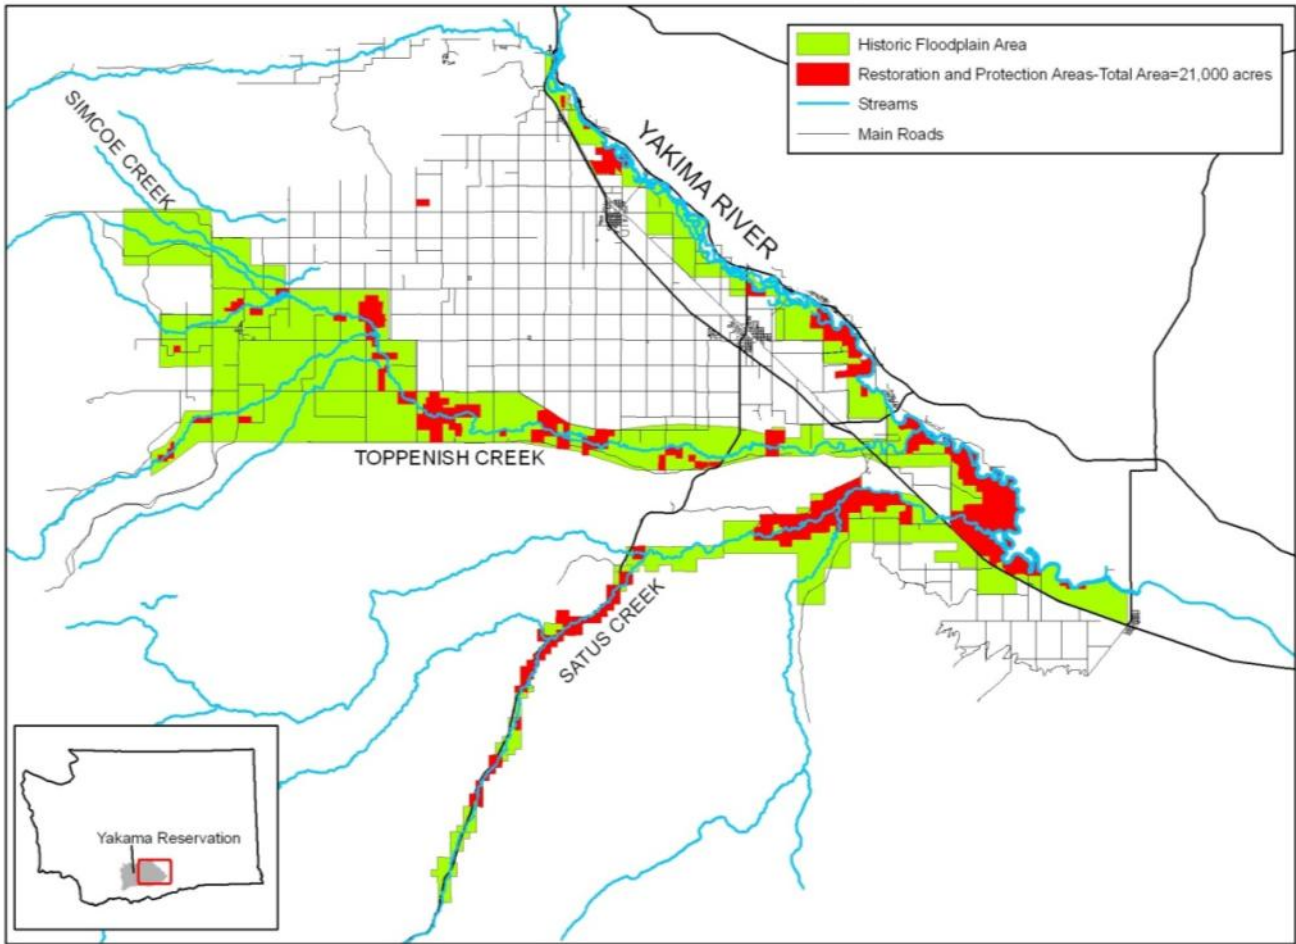 Historic Floodplain Area
Restoration and Protection Areas-Total Area=21,000 acres
Streams
Main Roads
SIMCOE CREEK
YAKIMA RIVER
TOPPENISH CREEK
SATUS CREEK
Yakama Reservation